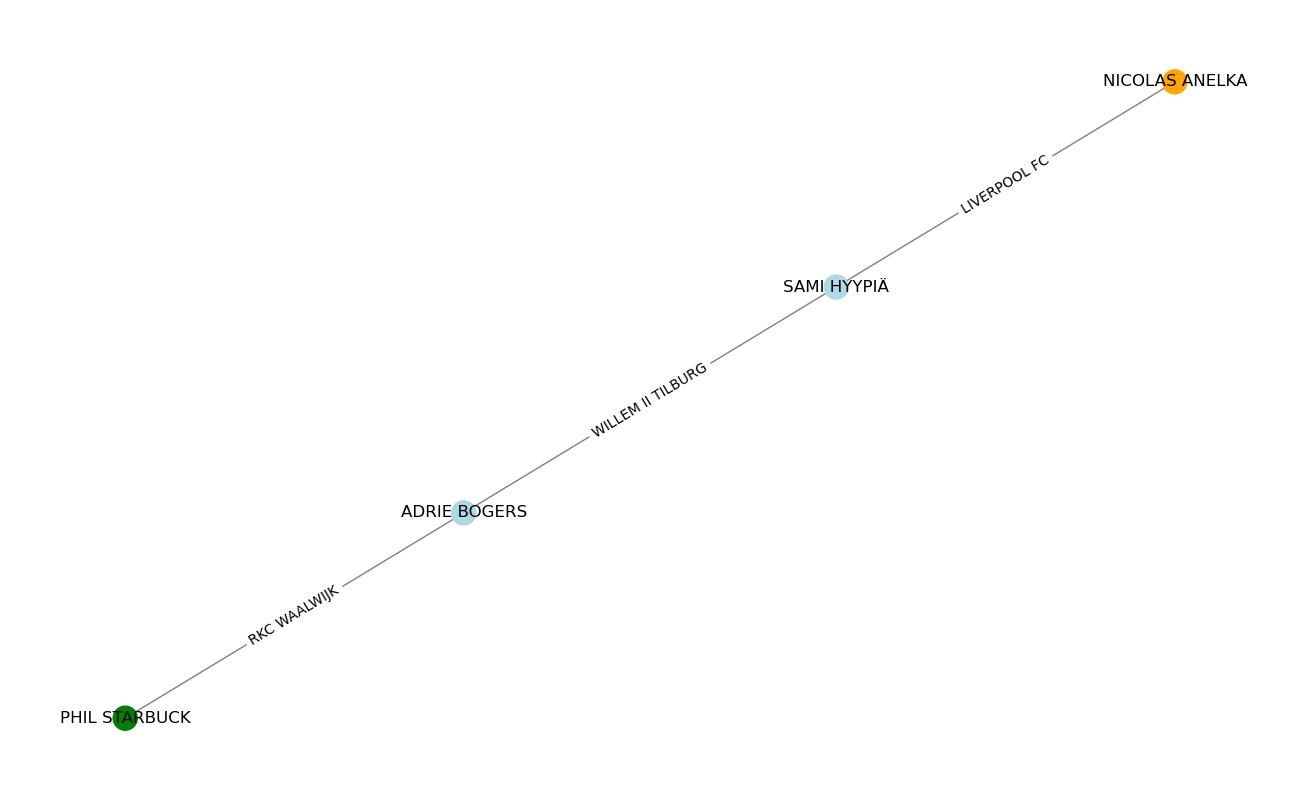 NICOLAS ANELKA
LIVERPOOL FC
SAMI HYYPIÄ
WILLEM II TILBURG
ADRIE BOGERS
RKC WAALWIJK
PHIL STARBUCK